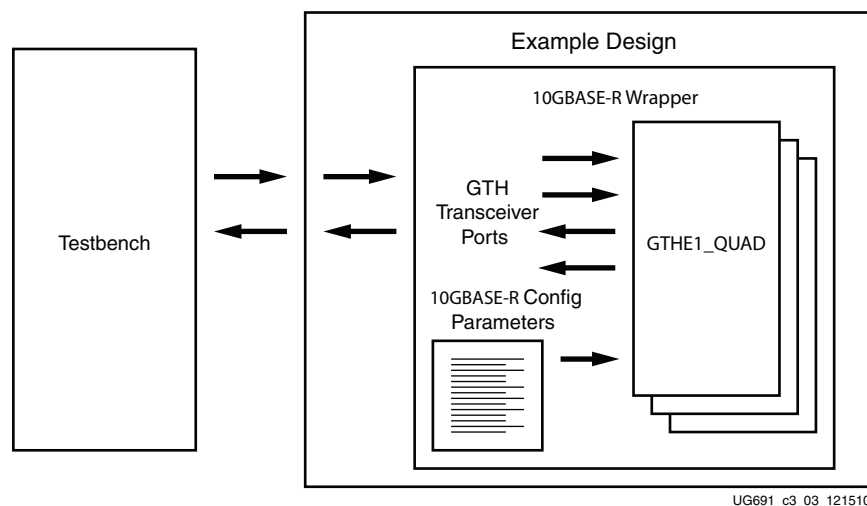 Example Design
10GBASE-R Wrapper
GTH
Transceiver
Ports
Testbench
GTHE1_QUAD
10GBASE-R Config
Parameters
UG691_c3_03_121510